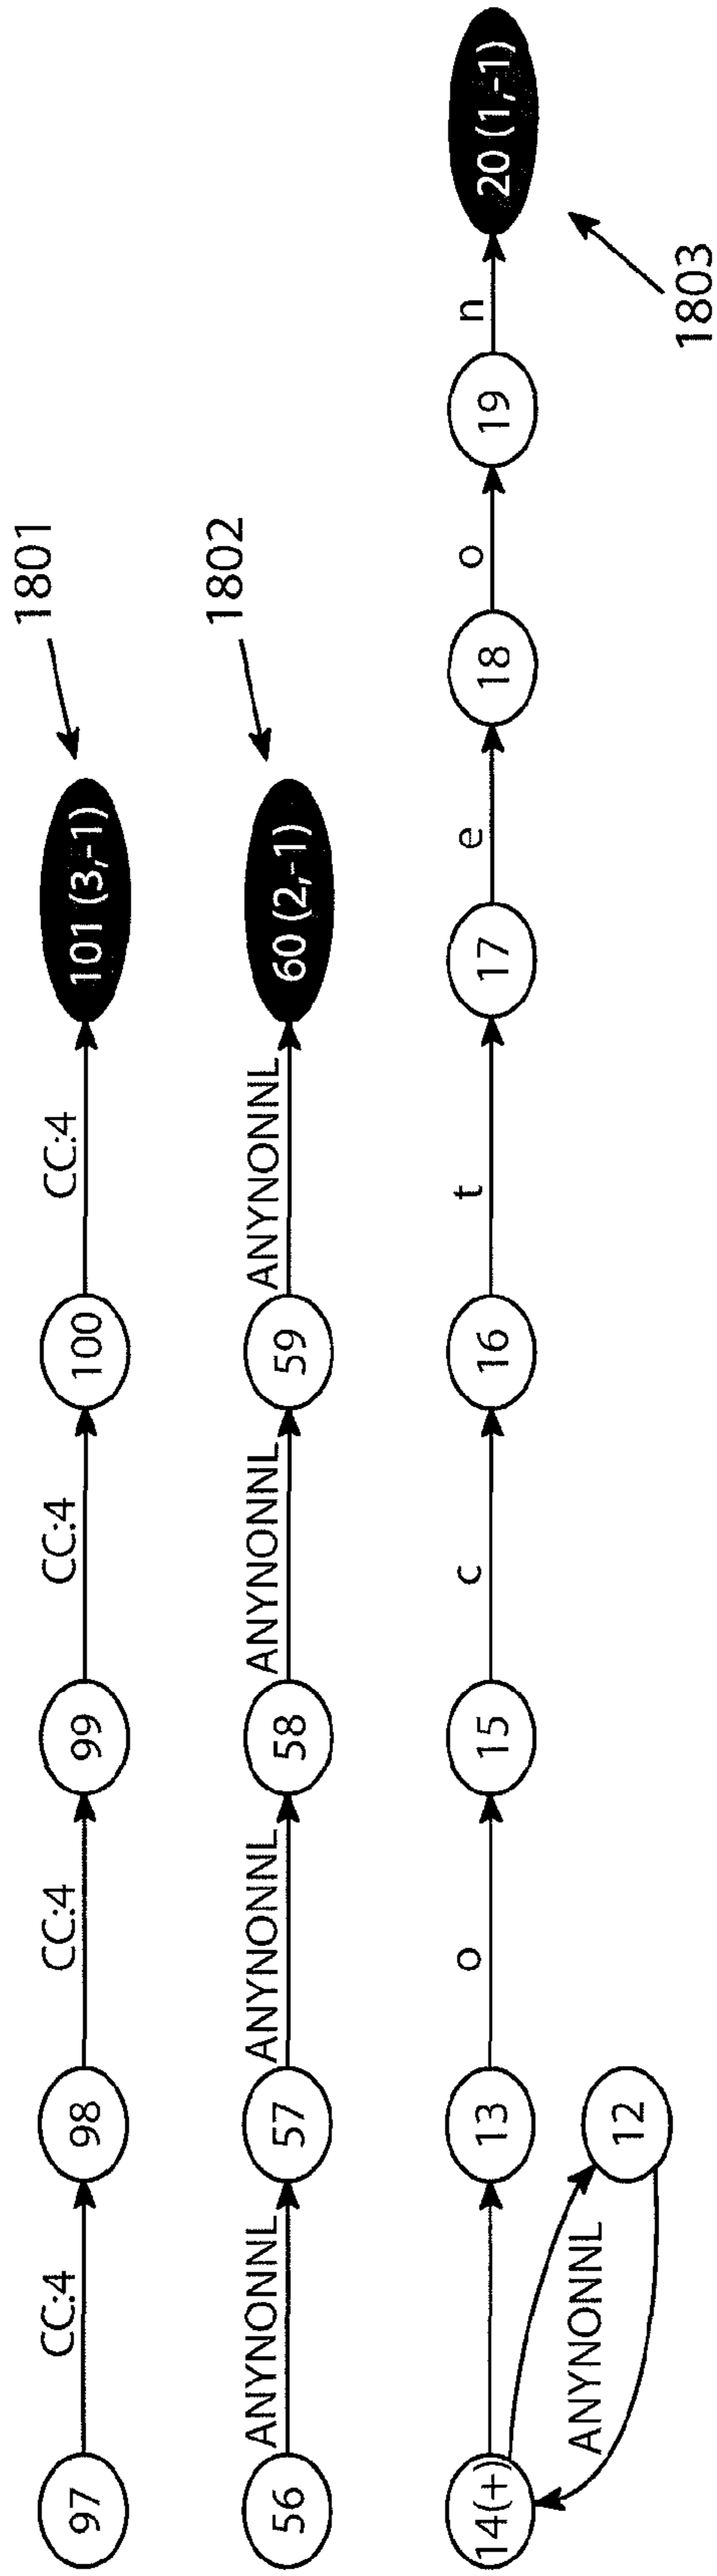 1801
97 CC:4 98 CC:4 99 CC:4 100 CC:4 101 (3,-1)
1802
56 ANYNONNL 57 ANYNONNL 58 ANYNONNL 59 ANYNONNL 60 (2,-1)
14(+) 13 o 15 c 16 t 17 e 18 o 19 n 20 (1,-1)
ANYNONNL 12
1803